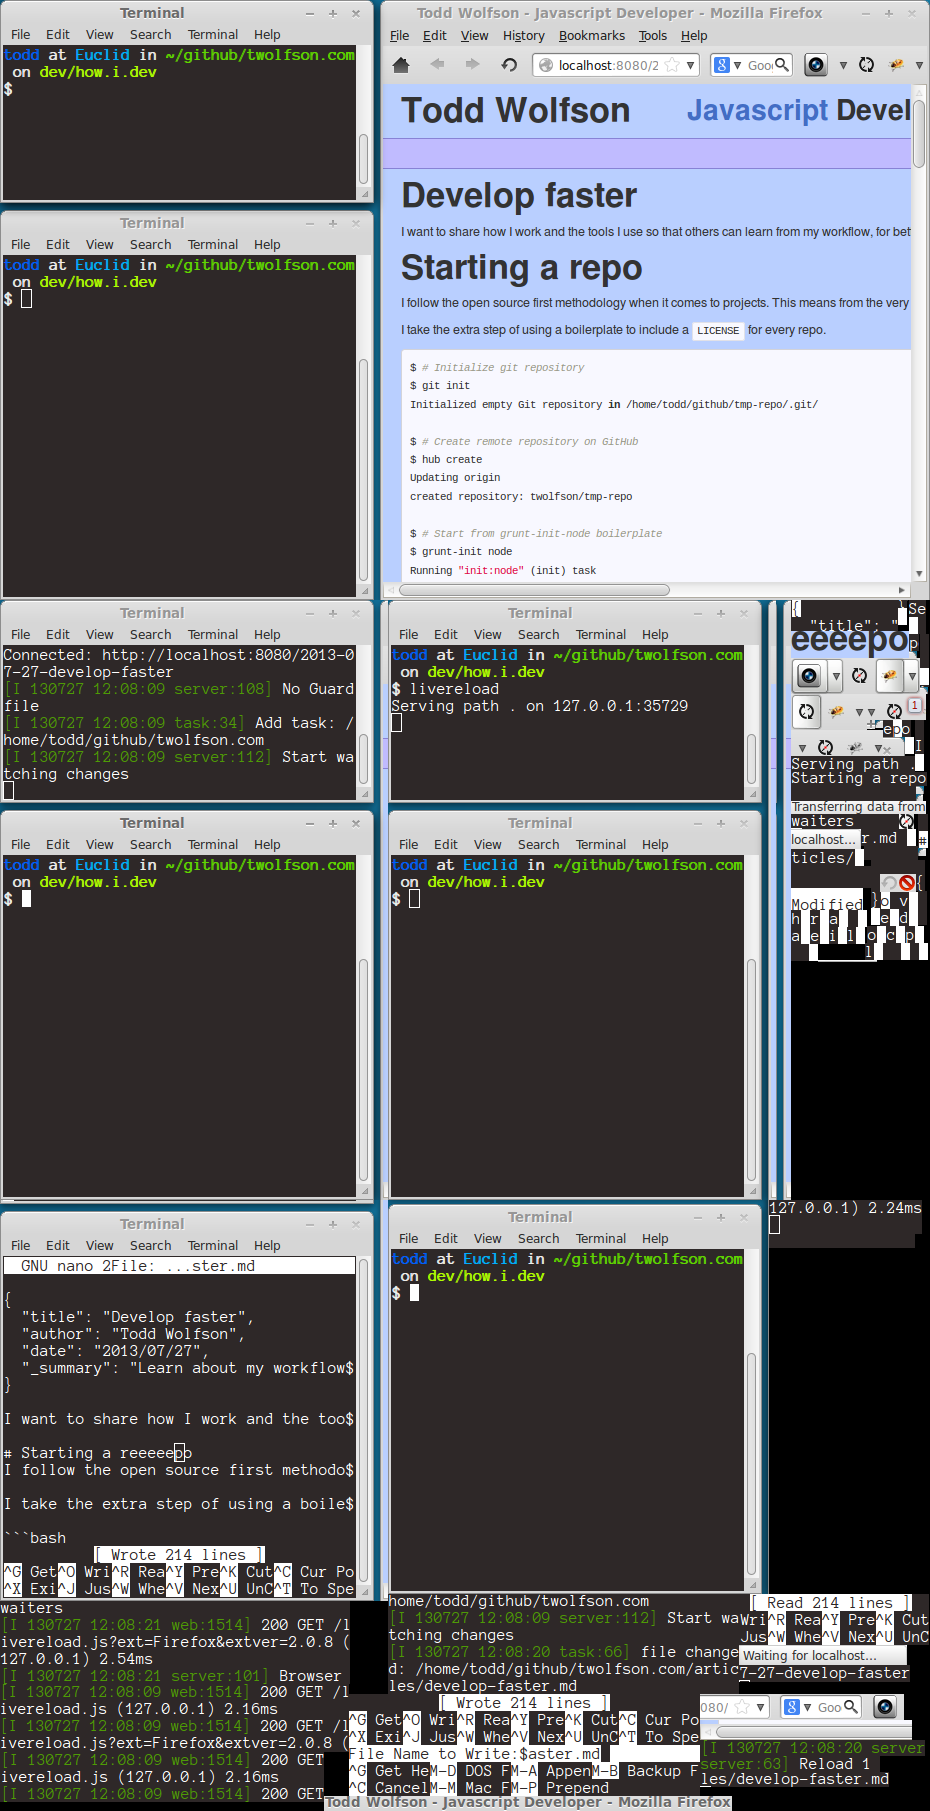 Terminal
File Edit View Search Terminal Help
todd at Euclid in ~/github/twolfson.com
on dev/how.i.dev
$
Terminal
File Edit View Search Terminal Help
todd at Euclid in ~/github/twolfson.com
on dev/how.i.dev
$
Todd Wolfson - Javascript Developer - Mozilla Firefox
File Edit View History Bookmarks Tools Help
localhost:8080/2
Goo
Todd Wolfson Javascript Devel
Develop faster
I want to share how I work and the tools I use so that others can learn from my workflow, for bet
Starting a repo
I follow the open source first methodology when it comes to projects. This means from the very
I take the extra step of using a boilerplate to include a LICENSE for every repo.
$ # Initialize git repository
$ git init
Initialized empty Git repository in /home/todd/github/tmp-repo/.git/
$ # Create remote repository on GitHub
$ hub create
Updating origin
created repository: twolfson/tmp-repo
$ # Start from grunt-init-node boilerplate
$ grunt-init node
Running "init:node" (init) task
Terminal
File Edit View Search Terminal Help
Connected: http://localhost:8080/2013-0
7-27-develop-faster
[I 130727 12:08:09 server:108] No Guard
file
[I 130727 12:08:09 task:34] Add task: /
home/todd/github/twolfson.com
[I 130727 12:08:09 server:112] Start wa
tching changes
Terminal
File Edit View Search Terminal Help
todd at Euclid in ~/github/twolfson.com
on dev/how.i.dev
$ livereload
Serving path . on 127.0.0.1:35729
{ }Se
"title": "
eeeepo
p
1
epo
I
Serving path .
Starting a repo
Transferring data from
waiters
localhost... r.md #
ticles/
{
Modified } o v
h r a e d
a e i l o c p
l
Terminal
File Edit View Search Terminal Help
todd at Euclid in ~/github/twolfson.com
on dev/how.i.dev
$
Terminal
File Edit View Search Terminal Help
todd at Euclid in ~/github/twolfson.com
on dev/how.i.dev
$
127.0.0.1) 2.24ms
Terminal
File Edit View Search Terminal Help
GNU nano 2File: ...ster.md
{
"title": "Develop faster",
"author": "Todd Wolfson",
"date": "2013/07/27",
"_summary": "Learn about my workflow$
}
I want to share how I work and the too$
# Starting a reeeeepo
I follow the open source first methodo$
I take the extra step of using a boile$
```bash
[ Wrote 214 lines ]
^G Get^O Wri^R Rea^Y Pre^K Cut^C Cur Po
^X Exi^J Jus^W Whe^V Nex^U UnC^T To Spe
Terminal
File Edit View Search Terminal Help
todd at Euclid in ~/github/twolfson.com
on dev/how.i.dev
$
waiters
[I 130727 12:08:21 web:1514] 200 GET /l
ivereload.js?ext=Firefox&extver=2.0.8 (
127.0.0.1) 2.54ms
[I 130727 12:08:21 server:101] Browser
[I 130727 12:08:09 web:1514] 200 GET /l
ivereload.js (127.0.0.1) 2.16ms
[I 130727 12:08:09 web:1514] 200 GET /l
ivereload.js?ext=Firefox&extver=2.0.8 (
[I 130727 12:08:09 web:1514] 200 GET
ivereload.js (127.0.0.1) 2.16ms
[I 130727 12:08:09 web:1514] 200 GET
home/todd/github/twolfson.com
[I 130727 12:08:09 server:112] Start wa
tching changes
[I 130727 12:08:20 task:66] file change
d: /home/todd/github/twolfson.com/artic
les/develop-faster.md
[ Wrote 214 lines ]
^G Get^O Wri^R Rea^Y Pre^K Cut^C Cur Po
^X Exi^J Jus^W Whe^V Nex^U UnC^T To Spe
File Name to Write:$aster.md
^G Get HeM-D DOS FM-A AppenM-B Backup F
^C CancelM-M Mac FM-P Prepend
Todd Wolfson - Javascript Developer - Mozilla Firefox
[ Read 214 lines ]
Wri^R Rea^Y Pre^K Cut
Jus^W Whe^V Nex^U UnC
Waiting for localhost...
7-27-develop-faster
080/
Goo
[I 130727 12:08:20 server
server:63] Reload 1
les/develop-faster.md